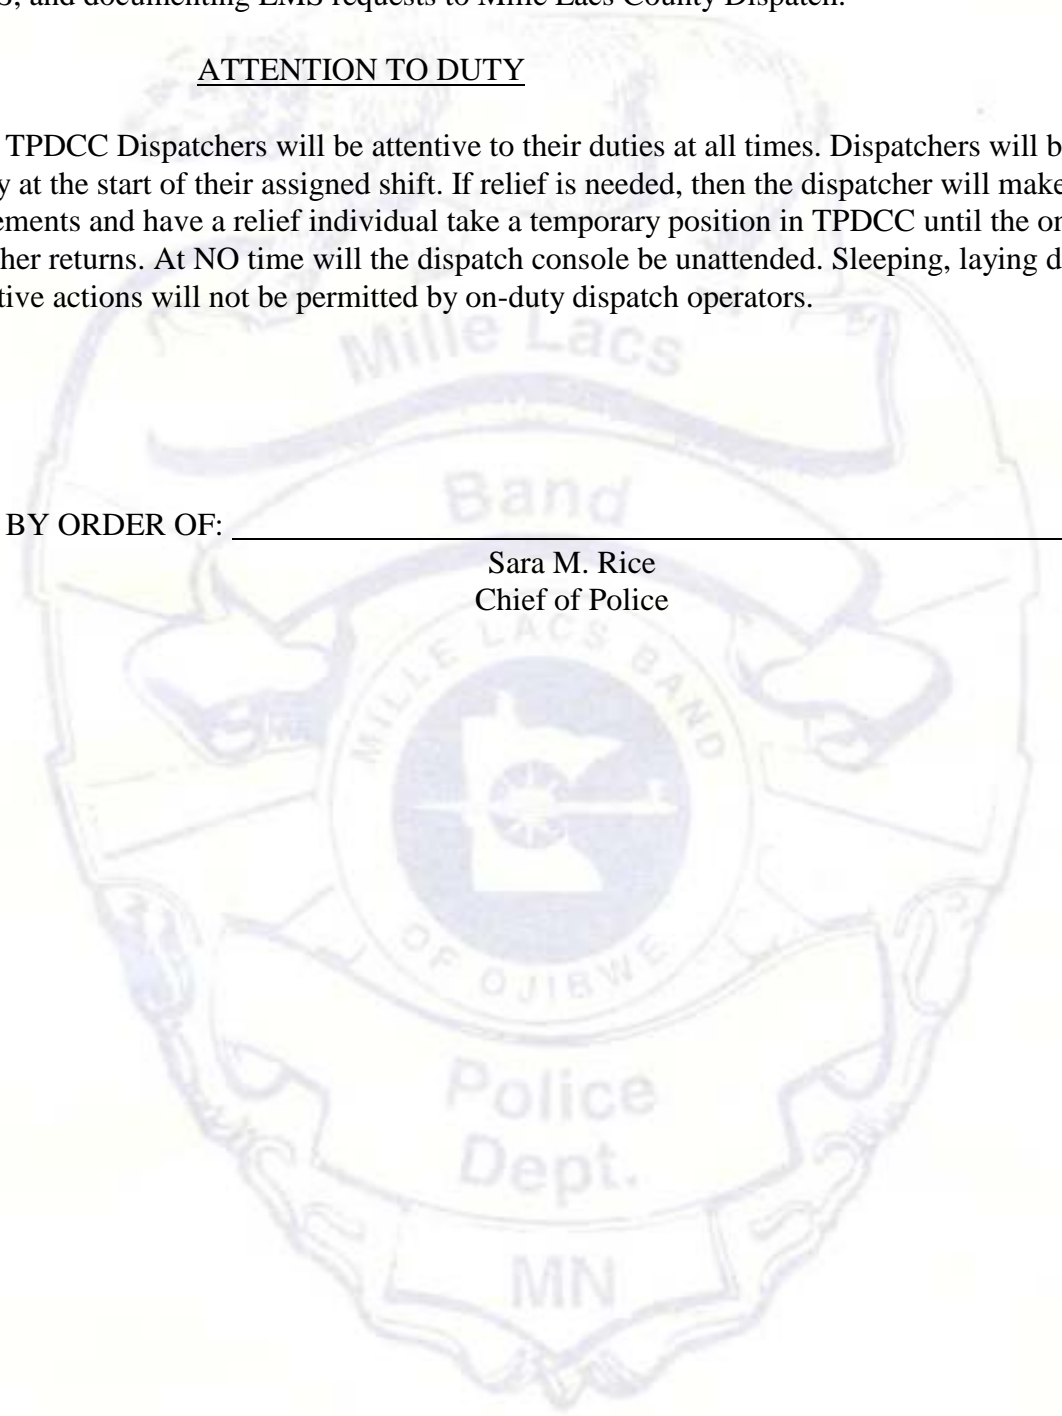 S, and documenting EMS requests to Mille Lacs County Dispatch.
ATTENTION TO DUTY
TPDCC Dispatchers will be attentive to their duties at all times. Dispatchers will b
y at the start of their assigned shift. If relief is needed, then the dispatcher will make
ements and have a relief individual take a temporary position in TPDCC until the or
her returns. At NO time will the dispatch console be unattended. Sleeping, laying d
tive actions will not be permitted by on-duty dispatch operators.
Mille Lacs
Band
BY ORDER OF:
Sara M. Rice
Chief of Police
MILLE LACS BAND
OF OJIBWE
Police
Dept.
MN